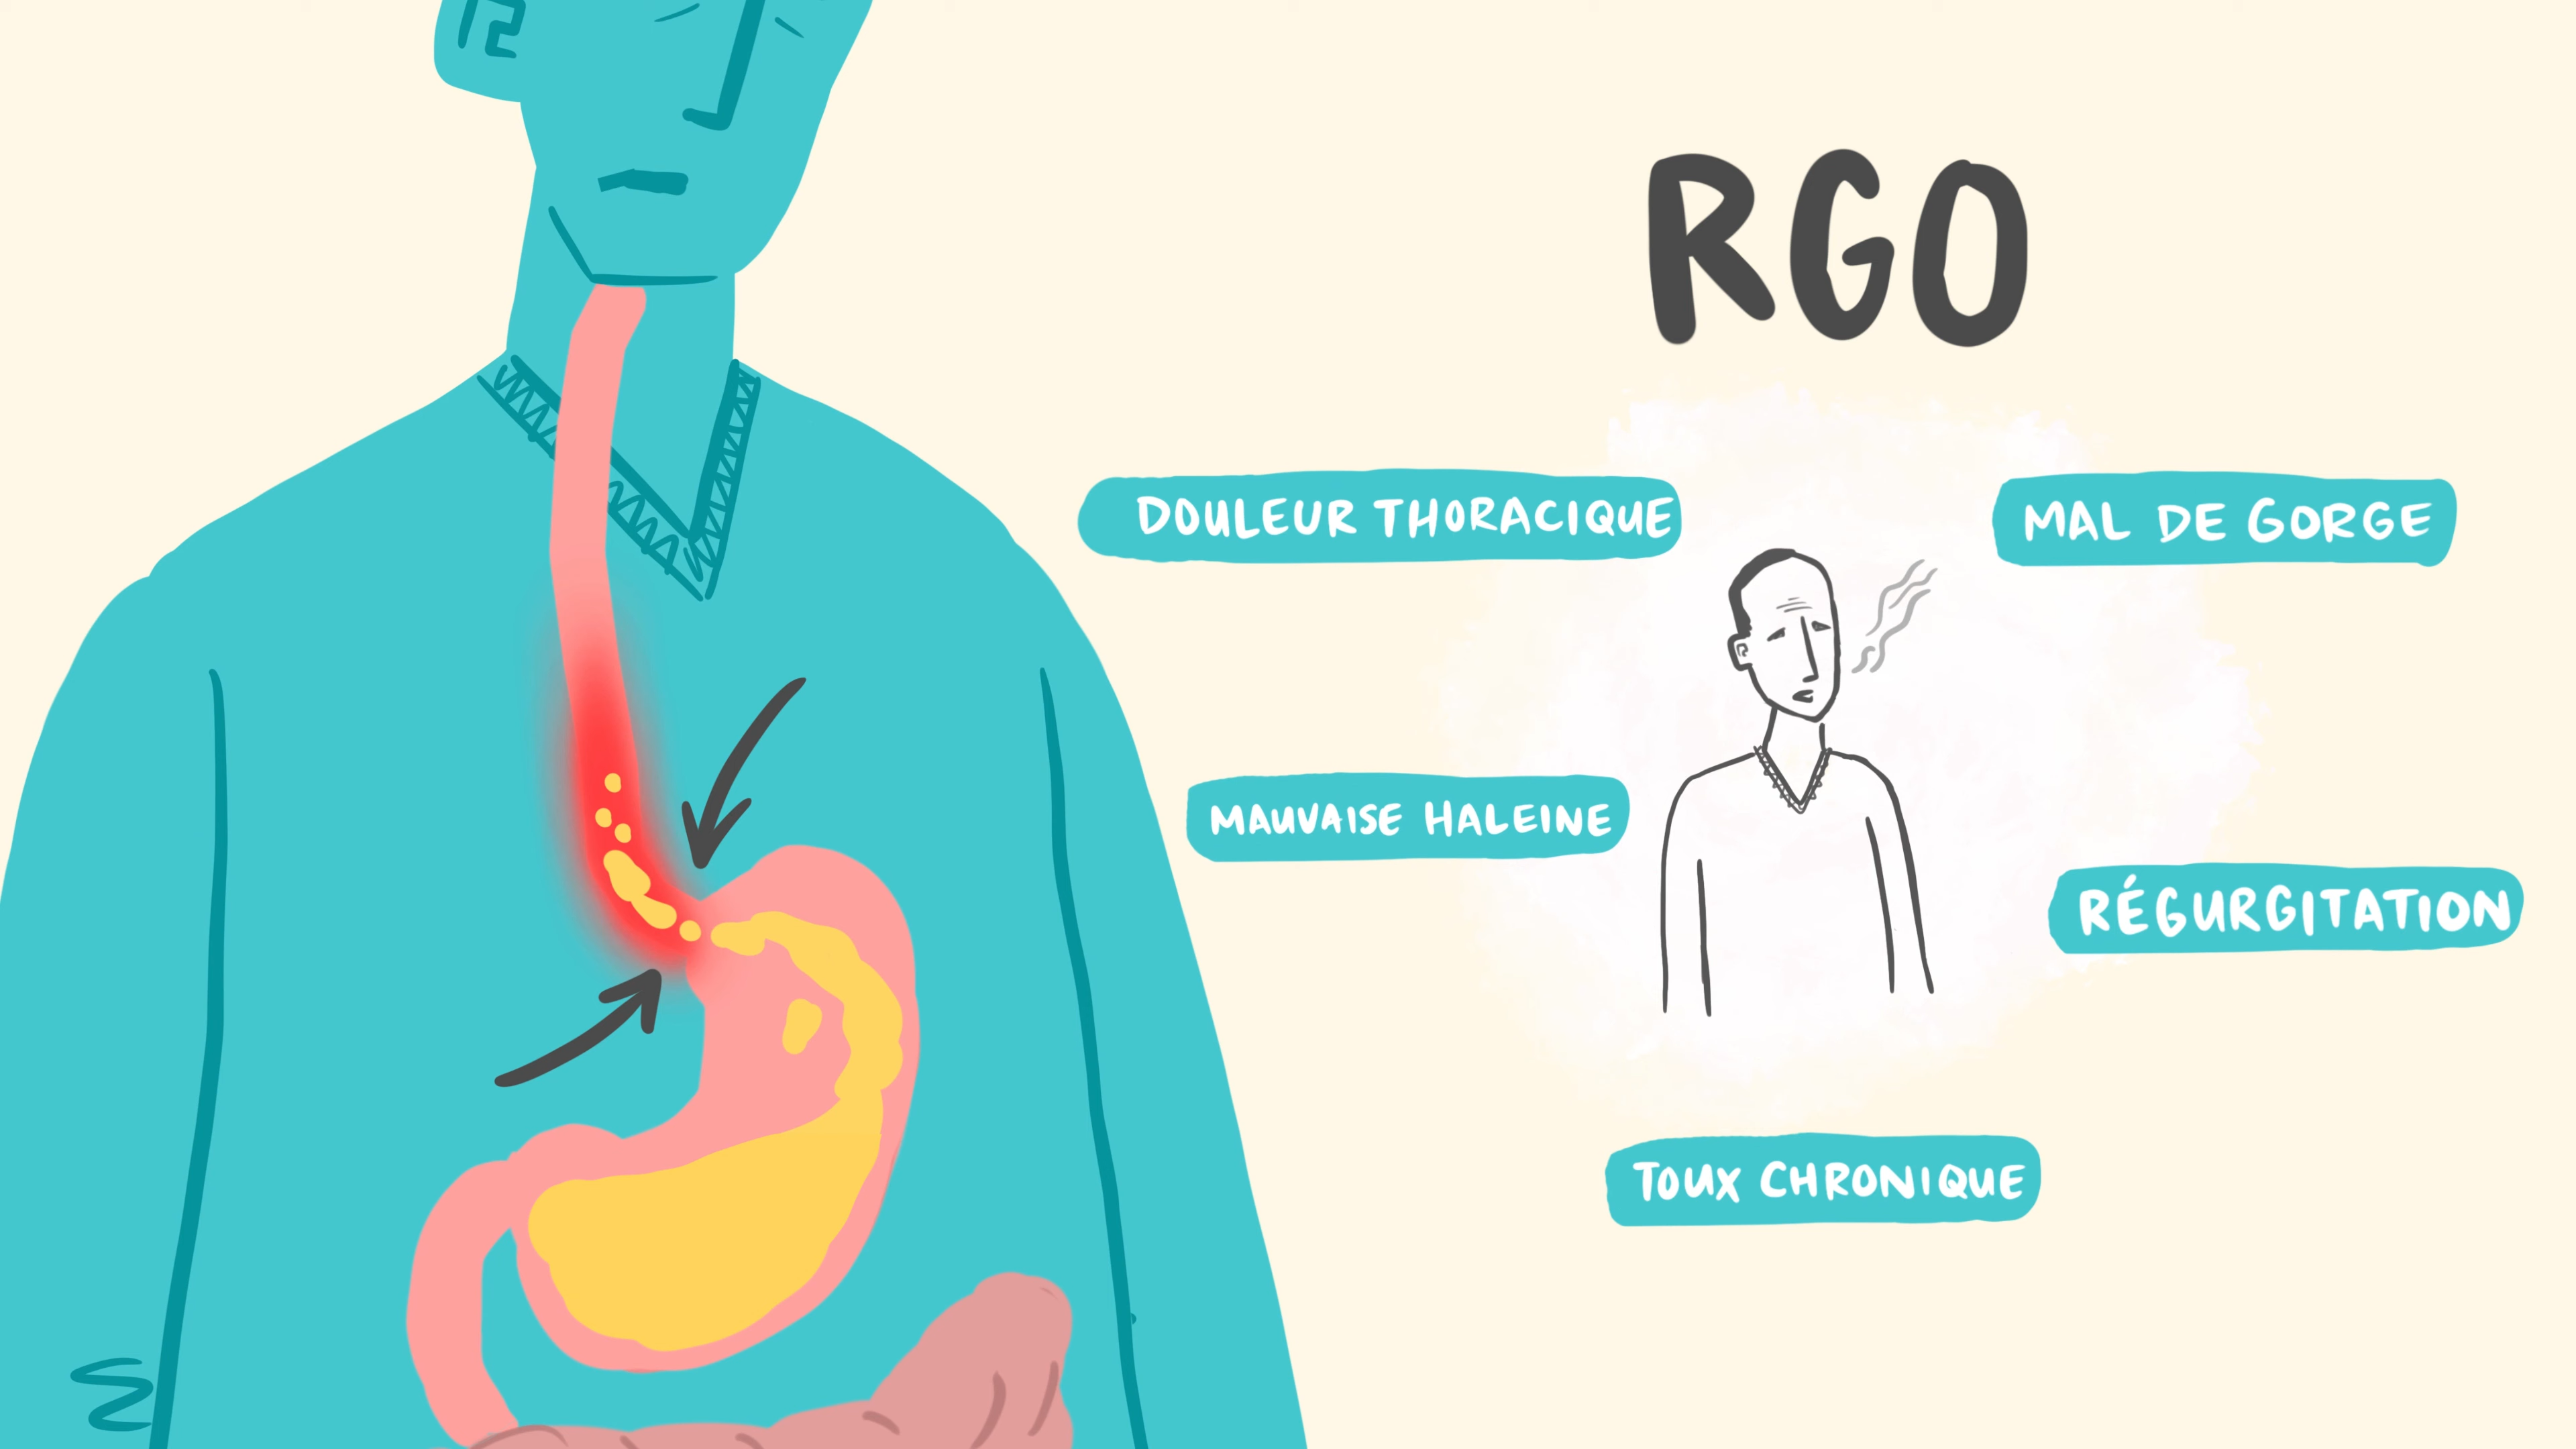 RGO
DOULEUR THORACIQUE
MAL DE GORGE
MAUVAISE HALEINE
RÉGURGITATION
TOUX CHRONIQUE